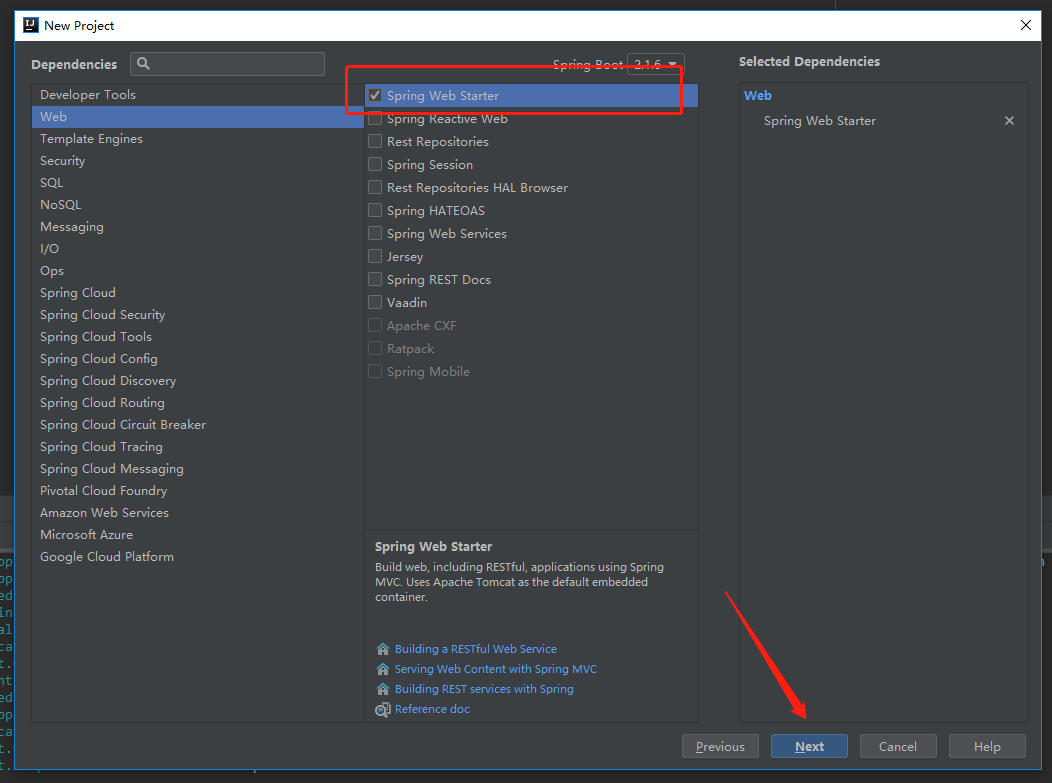 New Project
Dependencies
Spring Boot 2.1.6
Selected Dependencies
Developer Tools
Web
Template Engines
Security
SQL
NoSQL
Messaging
I/O
Ops
Spring Cloud
Spring Cloud Security
Spring Cloud Tools
Spring Cloud Config
Spring Cloud Discovery
Spring Cloud Routing
Spring Cloud Circuit Breaker
Spring Cloud Tracing
Spring Cloud Messaging
Pivotal Cloud Foundry
Amazon Web Services
Microsoft Azure
Google Cloud Platform
Spring Web Starter
Spring Reactive Web
Rest Repositories
Spring Session
Rest Repositories HAL Browser
Spring HATEOAS
Spring Web Services
Jersey
Spring REST Docs
Vaadin
Apache CXF
Ratpack
Spring Mobile
Spring Web Starter
Build web, including RESTful, applications using Spring
MVC. Uses Apache Tomcat as the default embedded
container.
Building a RESTful Web Service
Serving Web Content with Spring MVC
Building REST services with Spring
Reference doc
Web
Spring Web Starter
Previous
Next
Cancel
Help